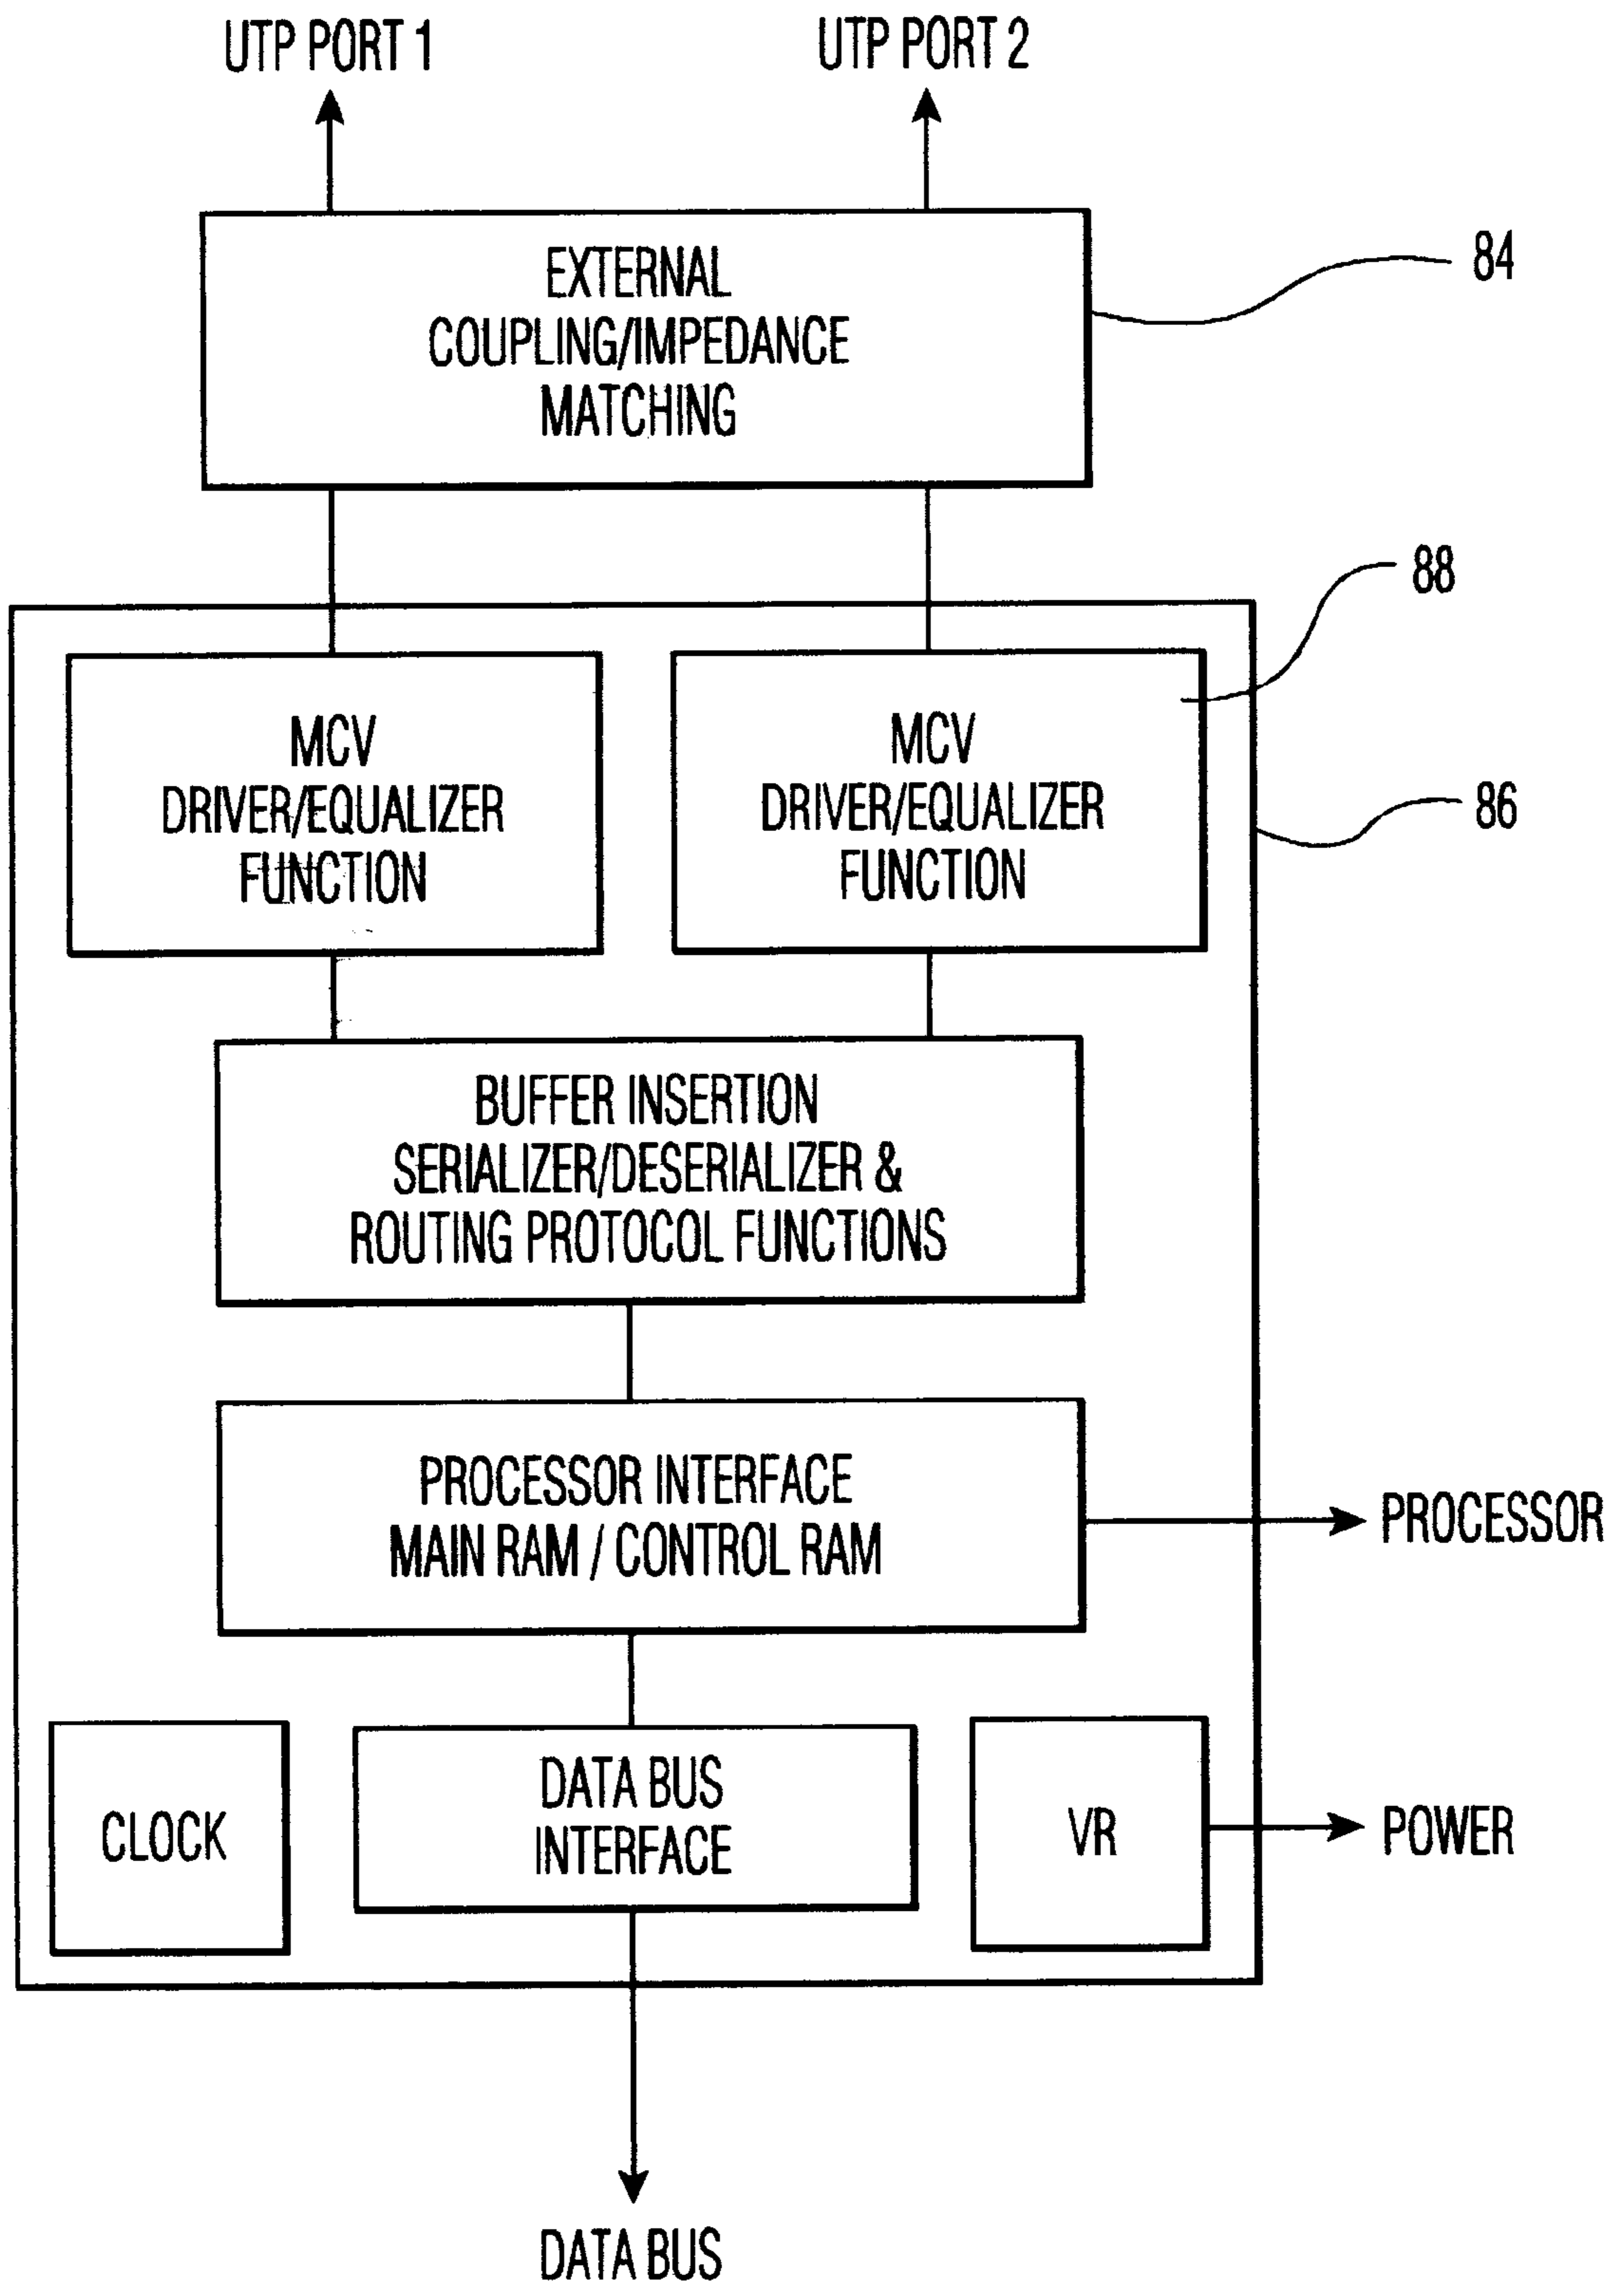 UTP PORT 1
UTP PORT 2
EXTERNAL
COUPLING/IMPEDANCE
MATCHING
84
88
MCV
DRIVER/EQUALIZER
FUNCTION
MCV
DRIVER/EQUALIZER
FUNCTION
86
BUFFER INSERTION
SERIALIZER/DESERIALIZER &
ROUTING PROTOCOL FUNCTIONS
PROCESSOR INTERFACE
MAIN RAM / CONTROL RAM
PROCESSOR
CLOCK
DATA BUS
INTERFACE
VR
POWER
DATA BUS